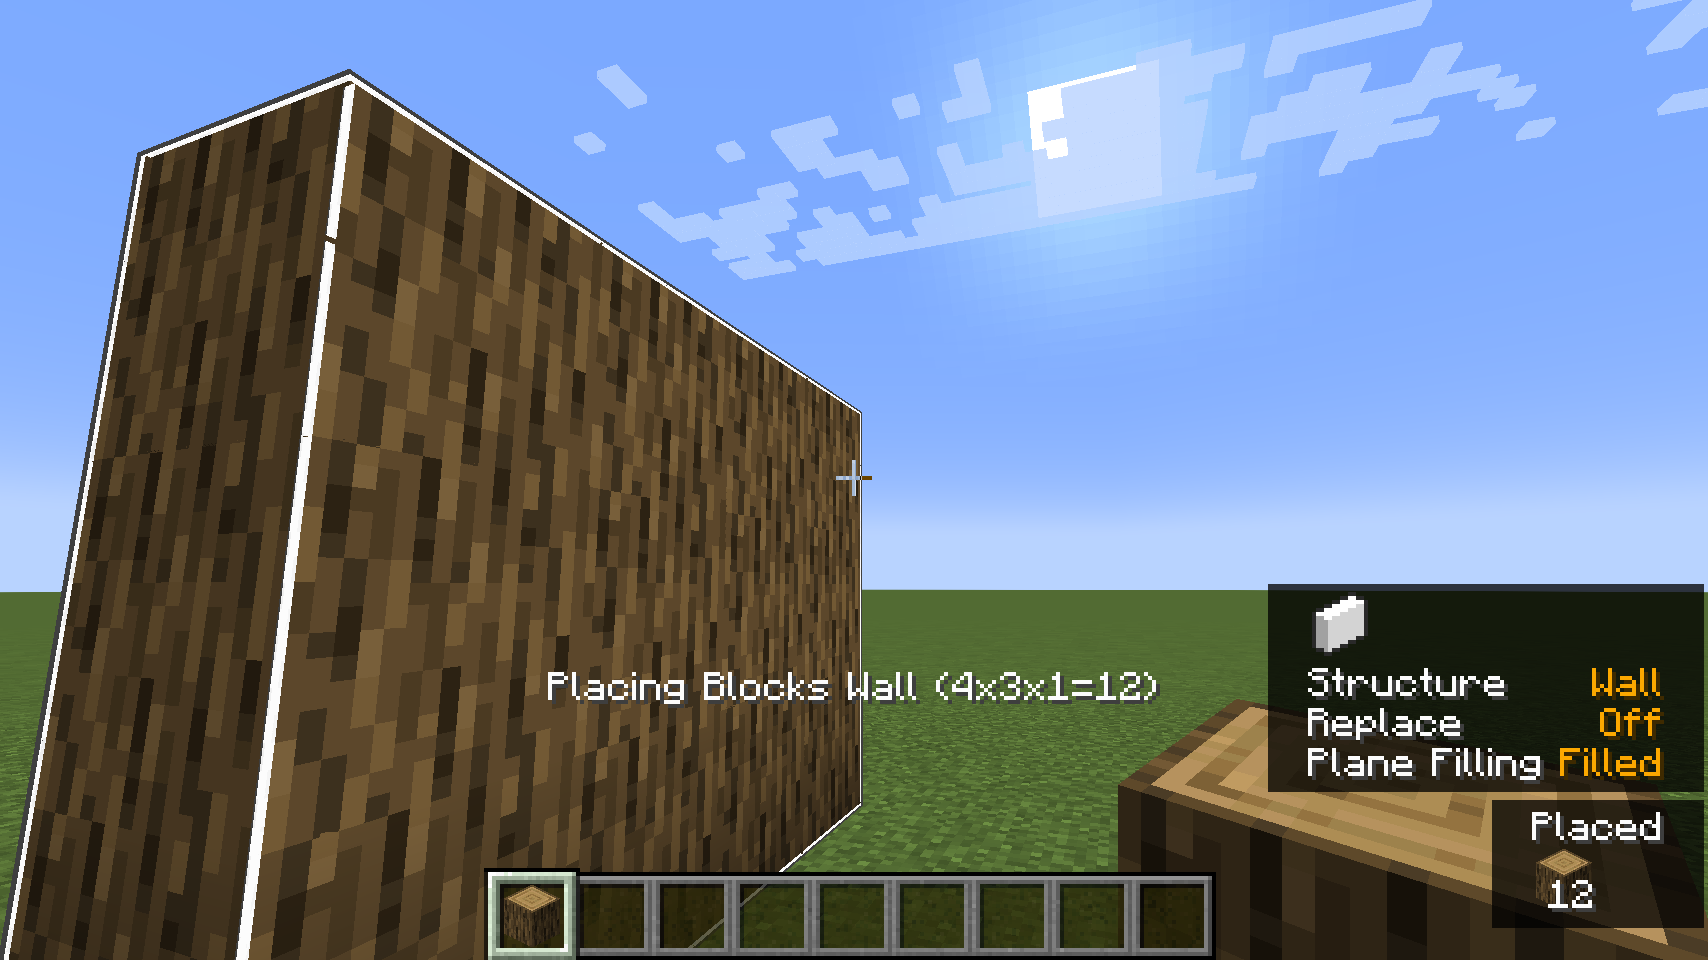 Placing Blocks Wall (4x3x1=12)
Structure Wall
Replace Off
Plane Filling Filled
Placed
12